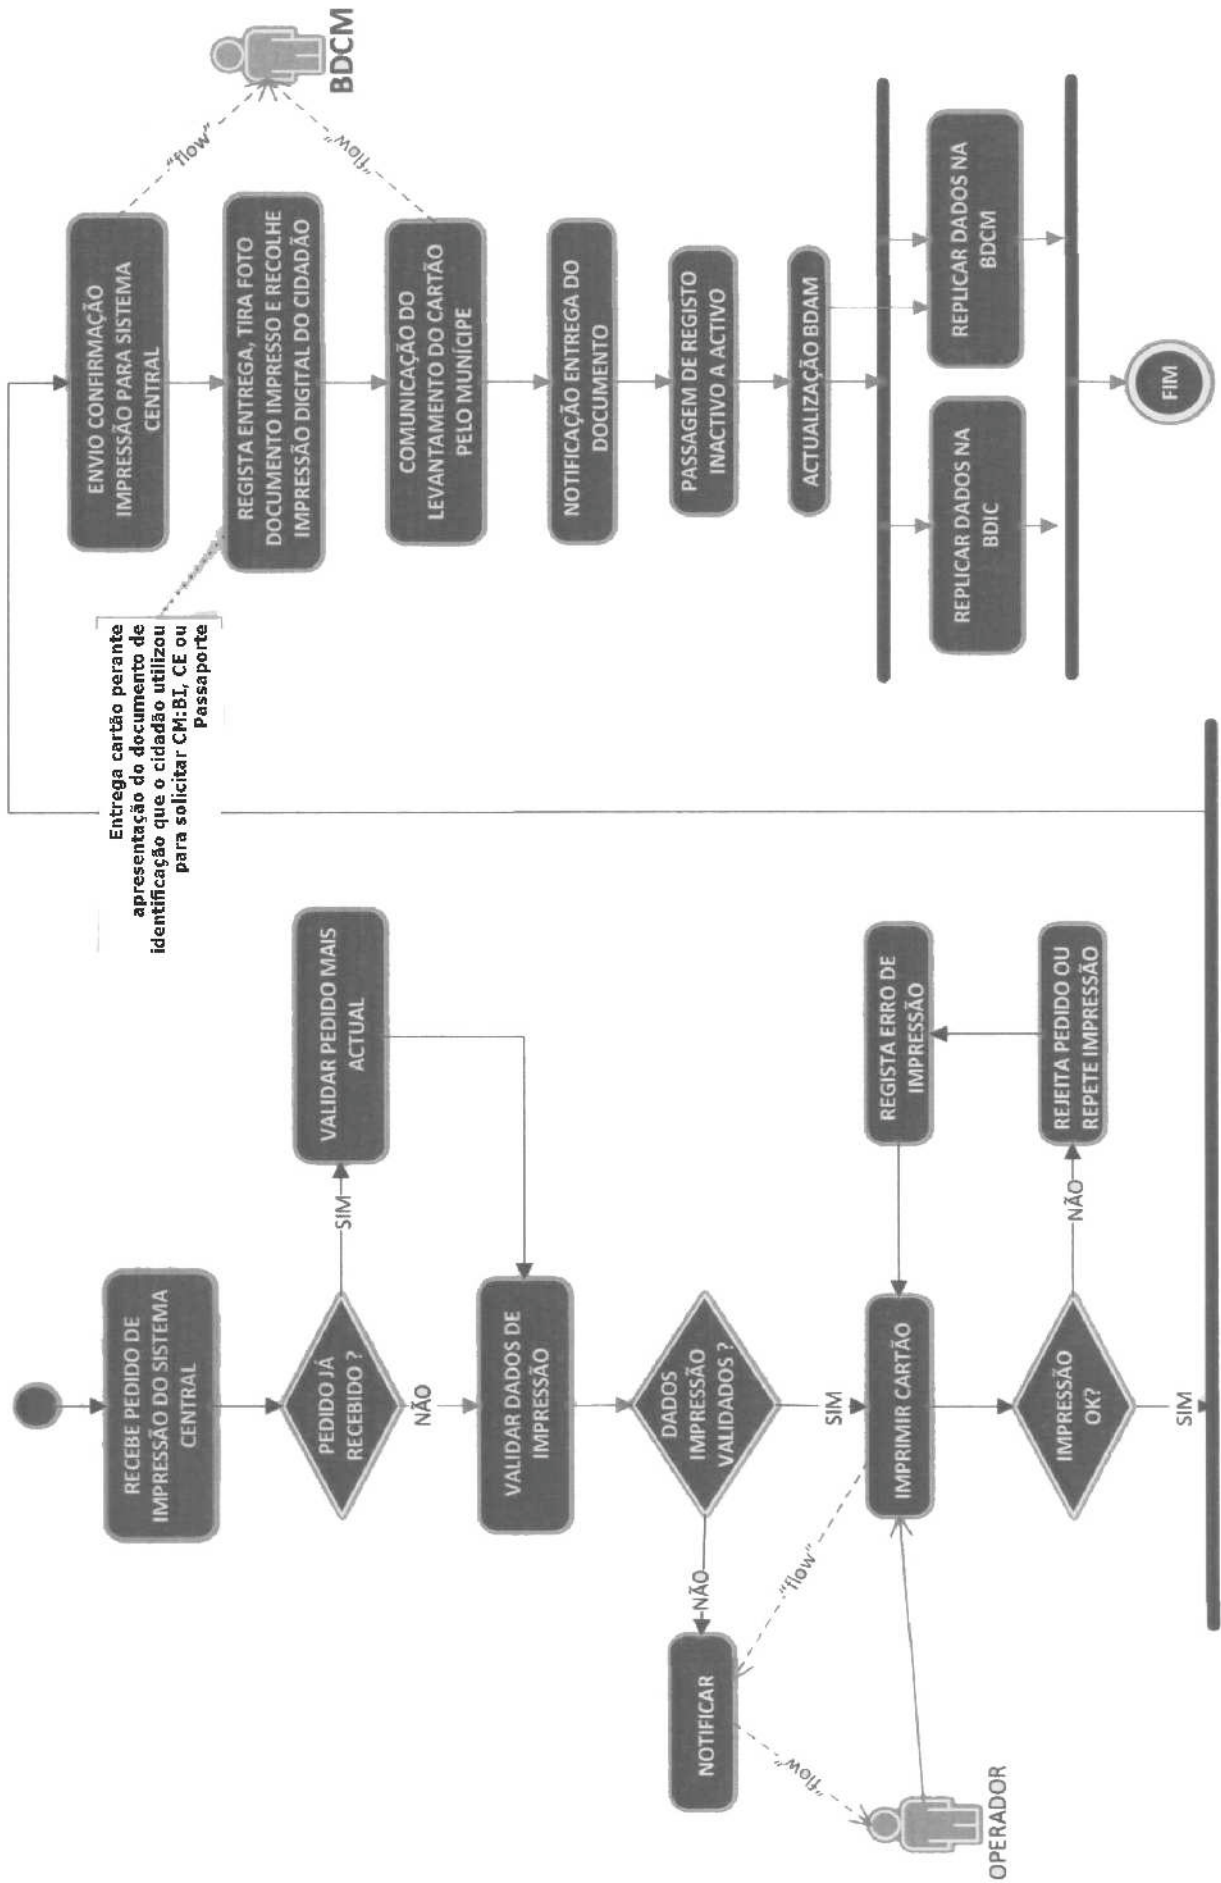 RECEBE PEDIDO DE
IMPRESSÃO DO SISTEMA
CENTRAL
PEDIDO JÁ
RECEBIDO ?
SIM
VALIDAR PEDIDO MAIS
ACTUAL
NÃO
VALIDAR DADOS DE
IMPRESSÃO
DADOS
IMPRESSÃO
VALIDADOS ?
NÃO
NOTIFICAR
SIM
"flow"
"flow"
IMPRIMIR CARTÃO
REGISTA ERRO DE
IMPRESSÃO
OPERADOR
IMPRESSÃO
OK?
NÃO
REJEITA PEDIDO OU
REPETE IMPRESSÃO
SIM
ENVIO CONFIRMAÇÃO
IMPRESSÃO PARA SISTEMA
CENTRAL
"flow"
BDCM
Entrega cartão perante
apresentação do documento de
identificação que o cidadão utilizou
para solicitar CM:BI, CE ou
Passaporte
REGISTA ENTREGA, TIRA FOTO
DOCUMENTO IMPRESSO E RECOLHE
IMPRESSÃO DIGITAL DO CIDADÃO
"flow"
COMUNICAÇÃO DO
LEVANTAMENTO DO CARTÃO
PELO MUNÍCIPE
NOTIFICAÇÃO ENTREGA DO
DOCUMENTO
PASSAGEM DE REGISTO
INACTIVO A ACTIVO
ACTUALIZAÇÃO BDAM
REPLICAR DADOS NA
BDIC
REPLICAR DADOS NA
BDCM
FIM